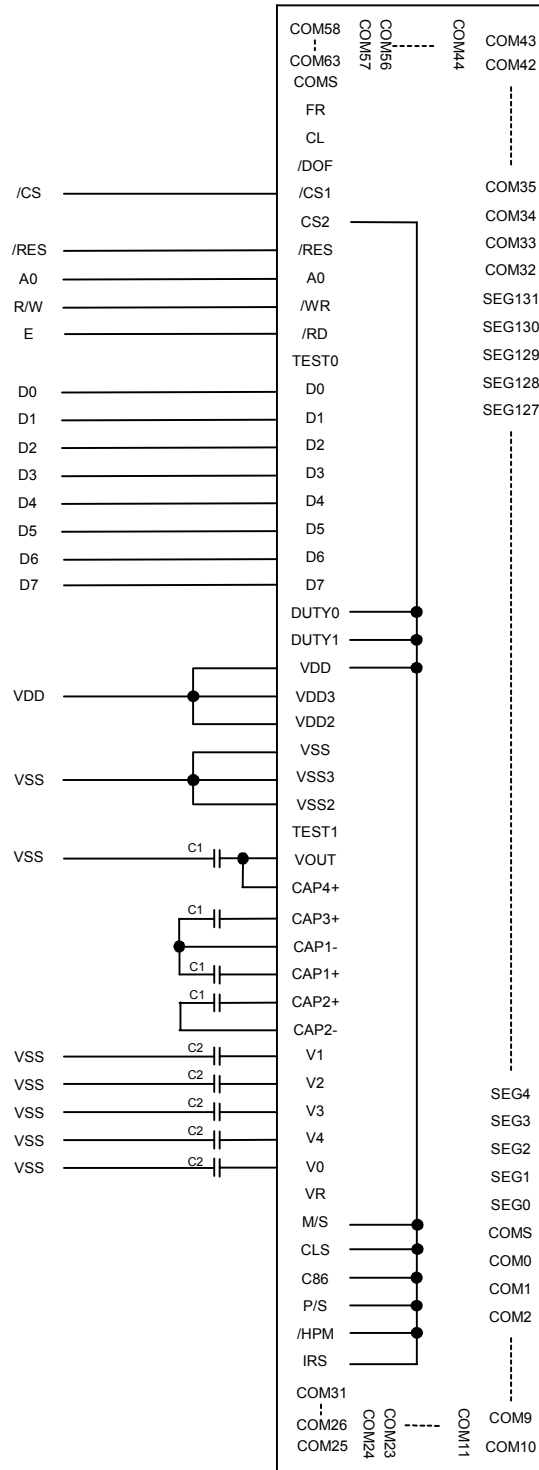 COM58
COM63
COMS
FR
CL
/DOF
/CS1
CS2
/RES
A0
/WR
/RD
TEST0
D0
D1
D2
D3
D4
D5
D6
D7
DUTY0
DUTY1
VDD
VDD3
VDD2
VSS
VSS3
VSS2
TEST1
VOUT
CAP4+
CAP3+
CAP1-
CAP1+
CAP2+
CAP2-
V1
V2
V3
V4
V0
VR
M/S
CLS
C86
P/S
/HPM
IRS
COM31
COM26
COM25
/CS
/RES
A0
R/W
E
D0
D1
D2
D3
D4
D5
D6
D7
VDD
VSS
VSS
C1
C1
C1
C1
VSS
C2
VSS
C2
VSS
C2
VSS
C2
VSS
C2
COM57
COM56
COM44
COM43
COM42
COM35
COM34
COM33
COM32
SEG131
SEG130
SEG129
SEG128
SEG127
SEG4
SEG3
SEG2
SEG1
SEG0
COMS
COM0
COM1
COM2
COM9
COM10
COM24
COM23
COM11